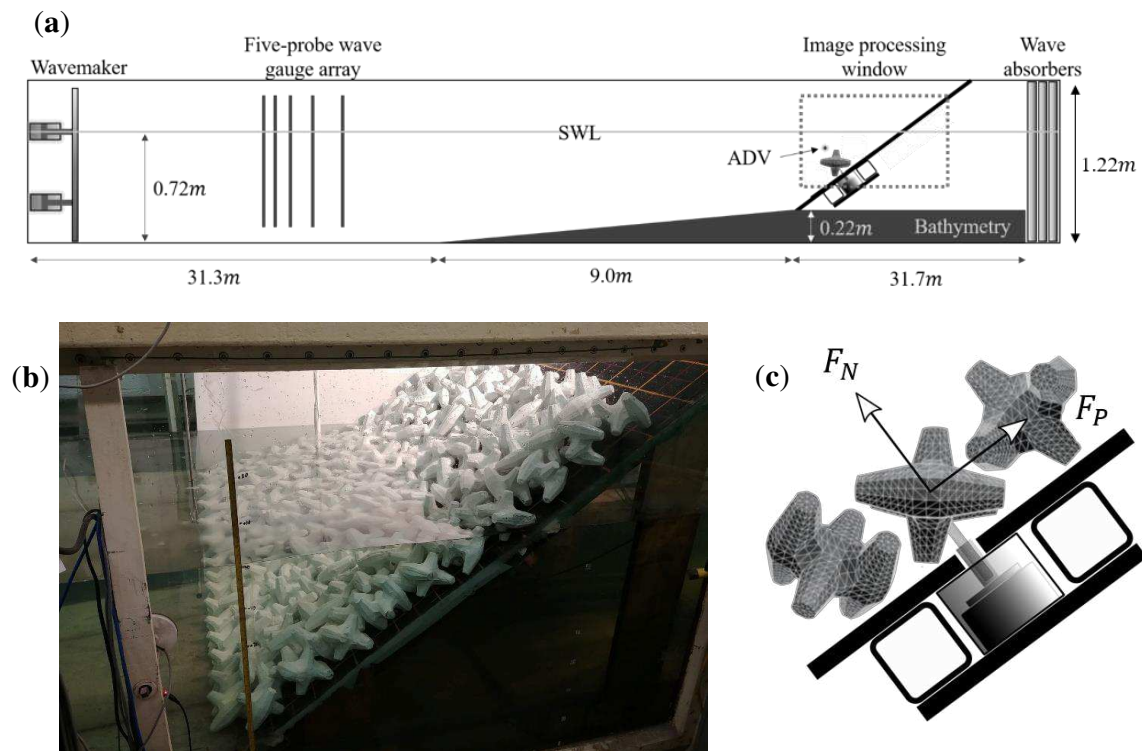 (a)
Five-probe wave
gauge array
Image processing
window
Wave
absorbers
Wavemaker
SWL
ADV
0.72m
1.22m
0.22m
Bathymetry
31.3m
9.0m
31.7m
(b)
(c)
F_N
F_P